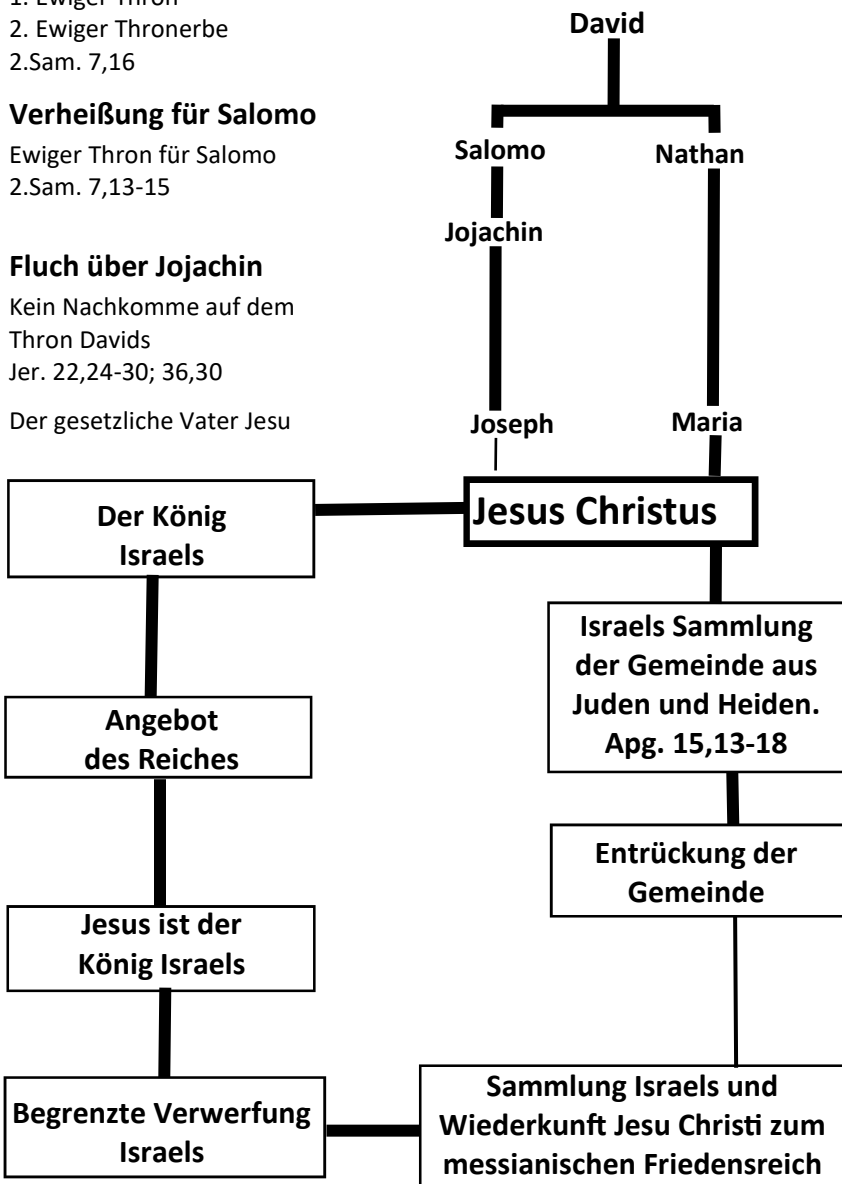 1. Ewiger Thron
2. Ewiger Thronerbe
2.Sam. 7,16
Verheißung für Salomo
Ewiger Thron für Salomo
2.Sam. 7,13-15
Fluch über Jojachin
Kein Nachkomme auf dem
Thron Davids
Jer. 22,24-30; 36,30
Der gesetzliche Vater Jesu
David
Salomo
Nathan
Jojachin
Joseph
Maria
Jesus Christus
Der König
Israels
Angebot
des Reiches
Jesus ist der
König Israels
Begrenzte Verwerfung
Israels
Israels Sammlung
der Gemeinde aus
Juden und Heiden.
Apg. 15,13-18
Entrückung der
Gemeinde
Sammlung Israels und
Wiederkunft Jesu Christi zum
messianischen Friedensreich